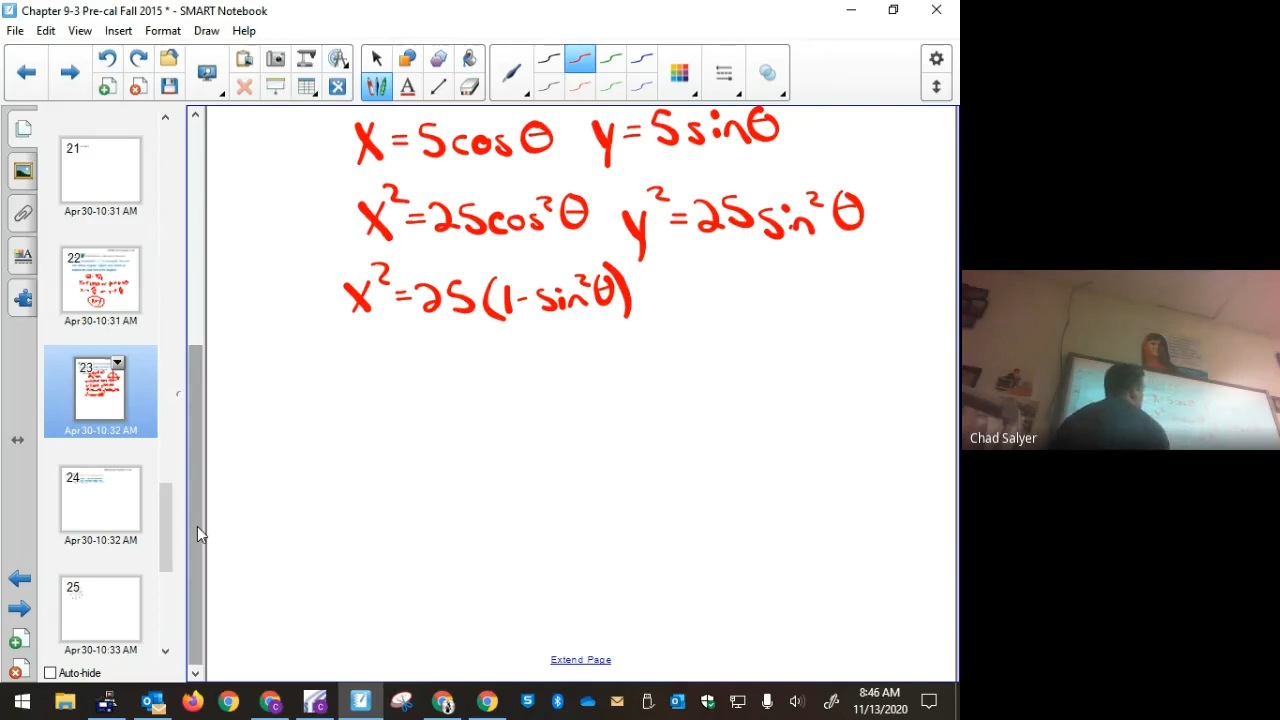 Chapter 9-3 Pre-cal Fall 2015 * - SMART Notebook
File Edit View Insert Format Draw Help
x = 5cosθ y = 5sinθ
x² = 25cos²θ y² = 25sin²θ
x² = 25(1 - sin²θ)
21
Apr 30-10:31 AM
22
Apr 30-10:31 AM
23
Apr 30-10:32 AM
24
Apr 30-10:32 AM
25
Apr 30-10:33 AM
Auto-hide
Extend Page
Chad Salyer
8:46 AM
11/13/2020